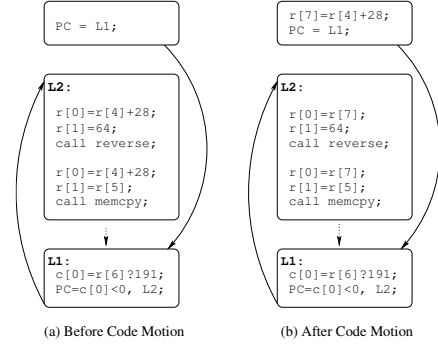 PC = L1;
L2:
r[0]=r[4]+28;
r[1]=64;
call reverse;
r[0]=r[4]+28;
r[1]=r[5];
call memcpy;
L1:
c[0]=r[6]?191;
PC=c[0]<0, L2;
(a) Before Code Motion
r[7]=r[4]+28;
PC = L1;
L2:
r[0]=r[7];
r[1]=64;
call reverse;
r[0]=r[7];
r[1]=r[5];
call memcpy;
L1:
c[0]=r[6]?191;
PC=c[0]<0, L2;
(b) After Code Motion